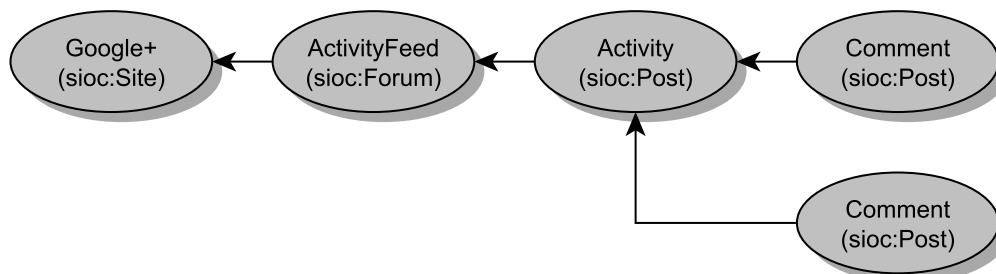 Google+
(sioc:Site)
ActivityFeed
(sioc:Forum)
Activity
(sioc:Post)
Comment
(sioc:Post)
Comment
(sioc:Post)